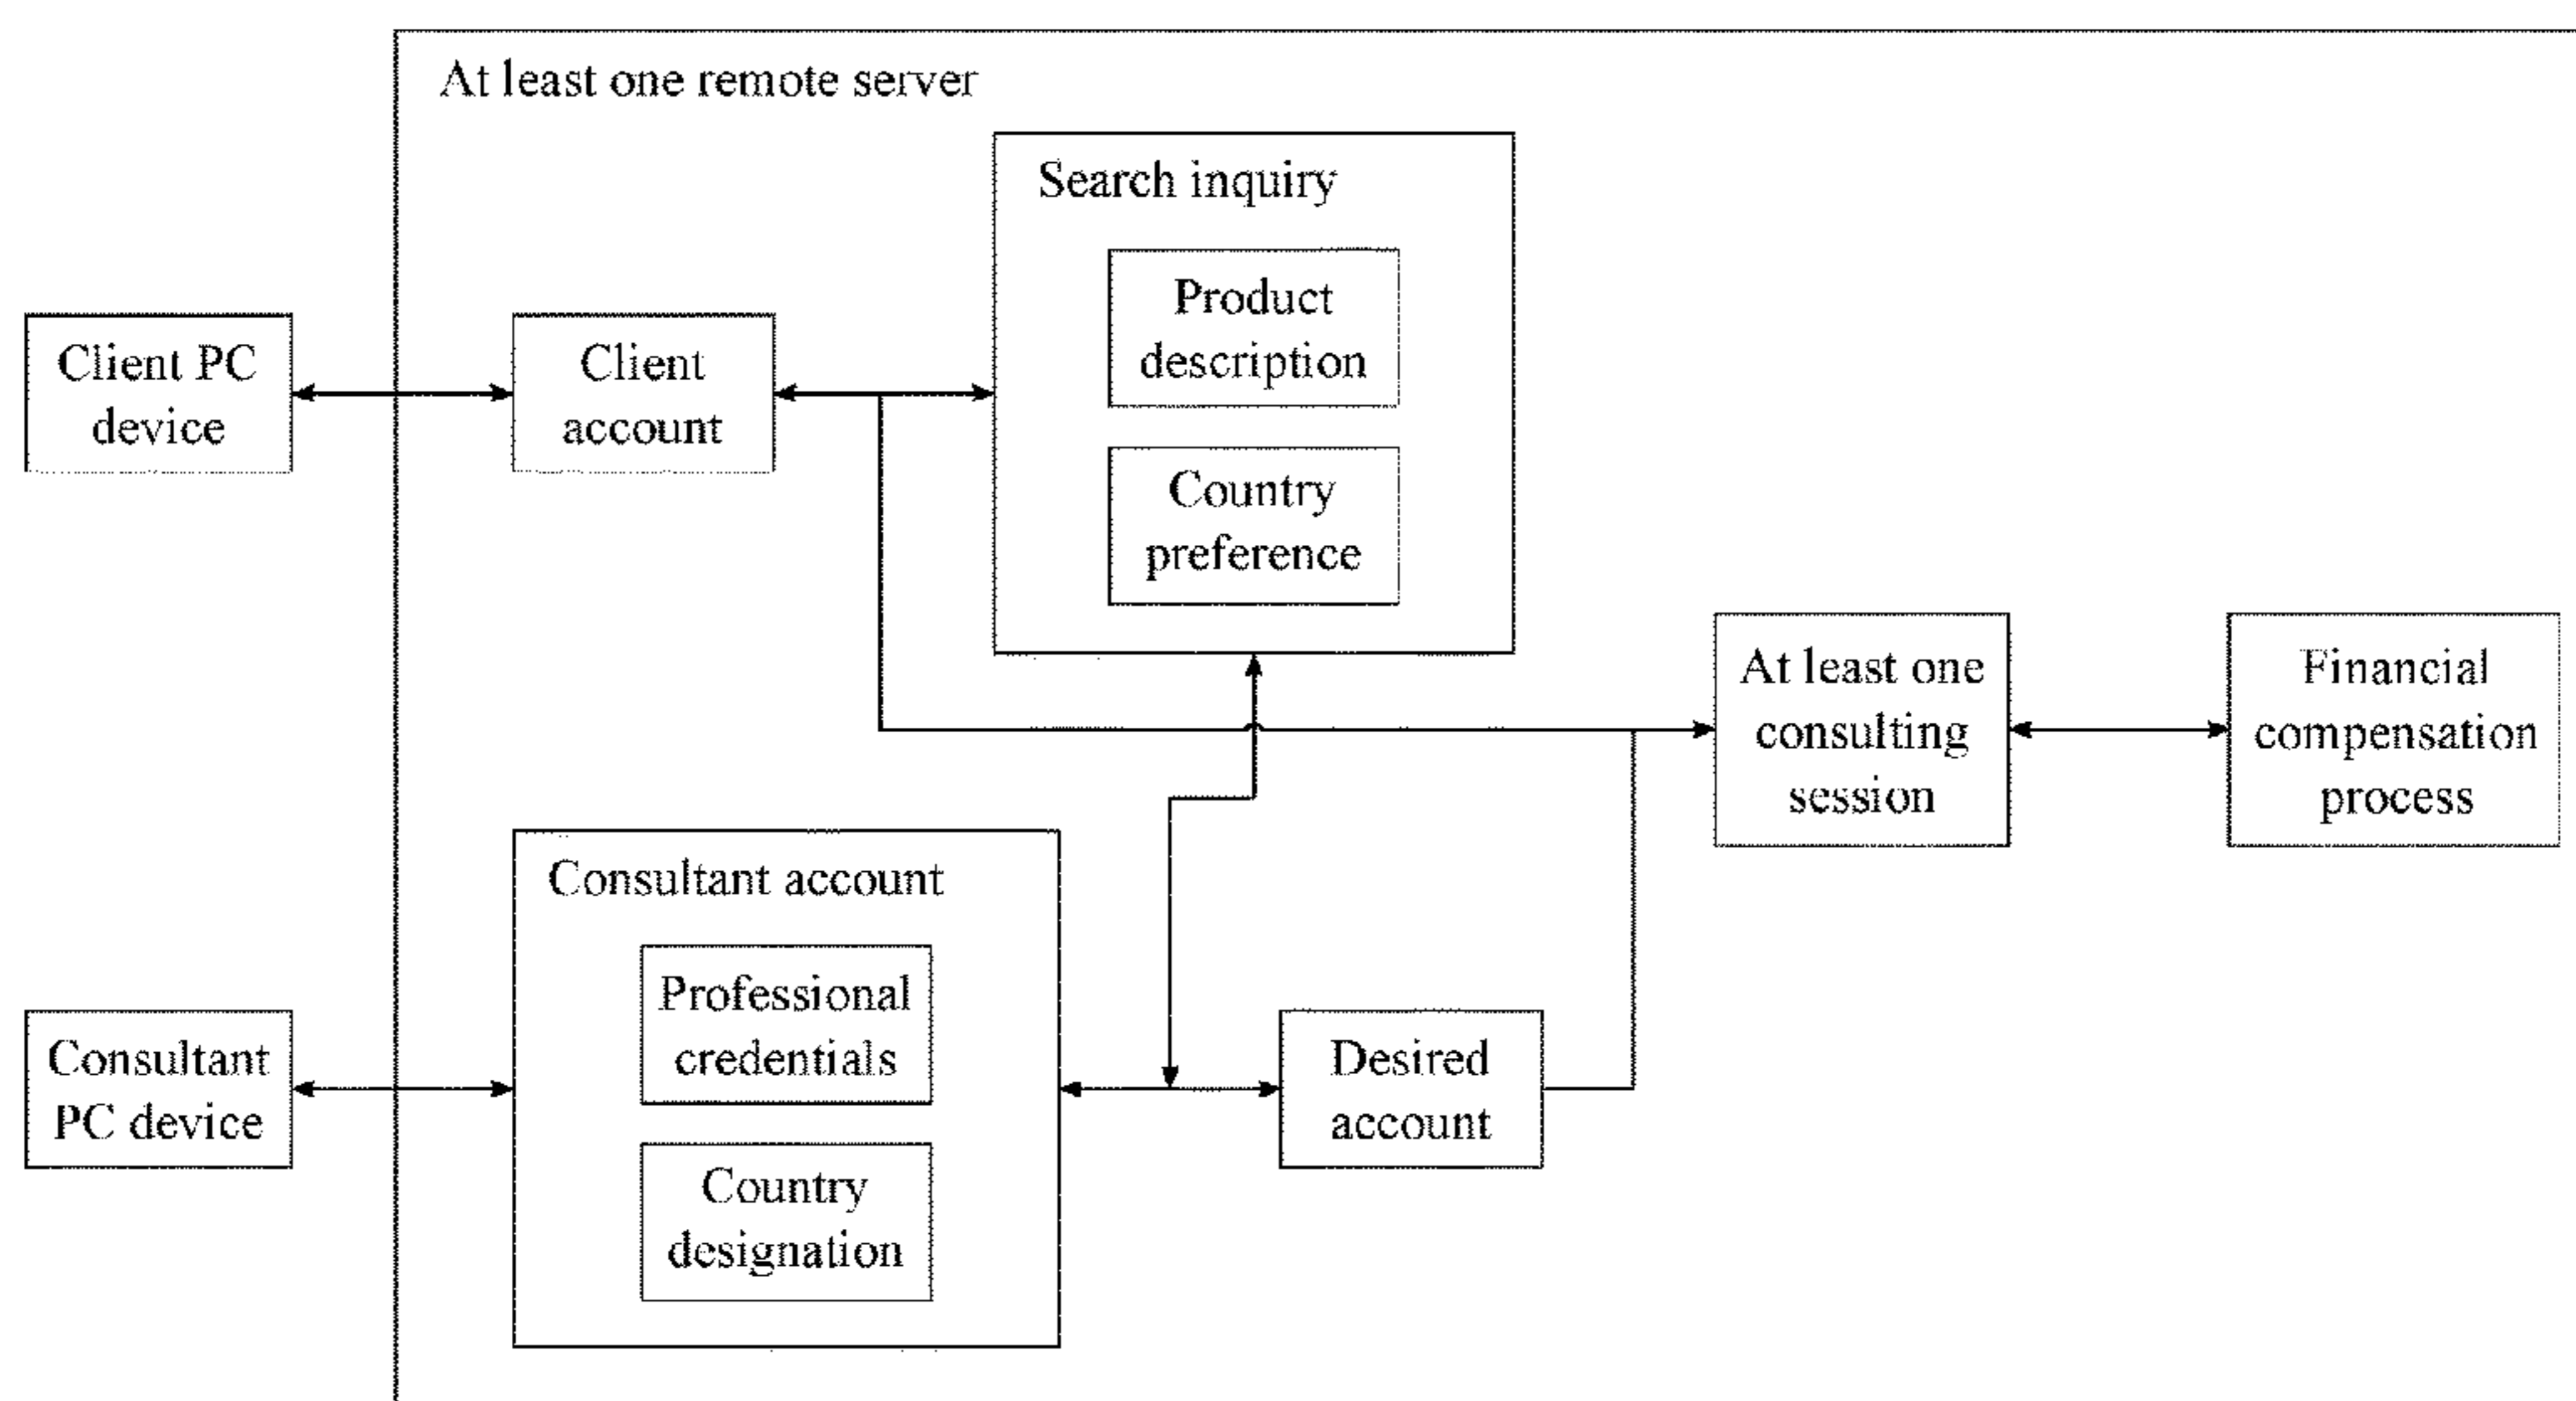 At least one remote server
Search inquiry
Product
description
Country
preference
Client PC
device
Client
account
At least one
consulting
session
Financial
compensation
process
Consultant account
Professional
credentials
Country
designation
Consultant
PC device
Desired
account